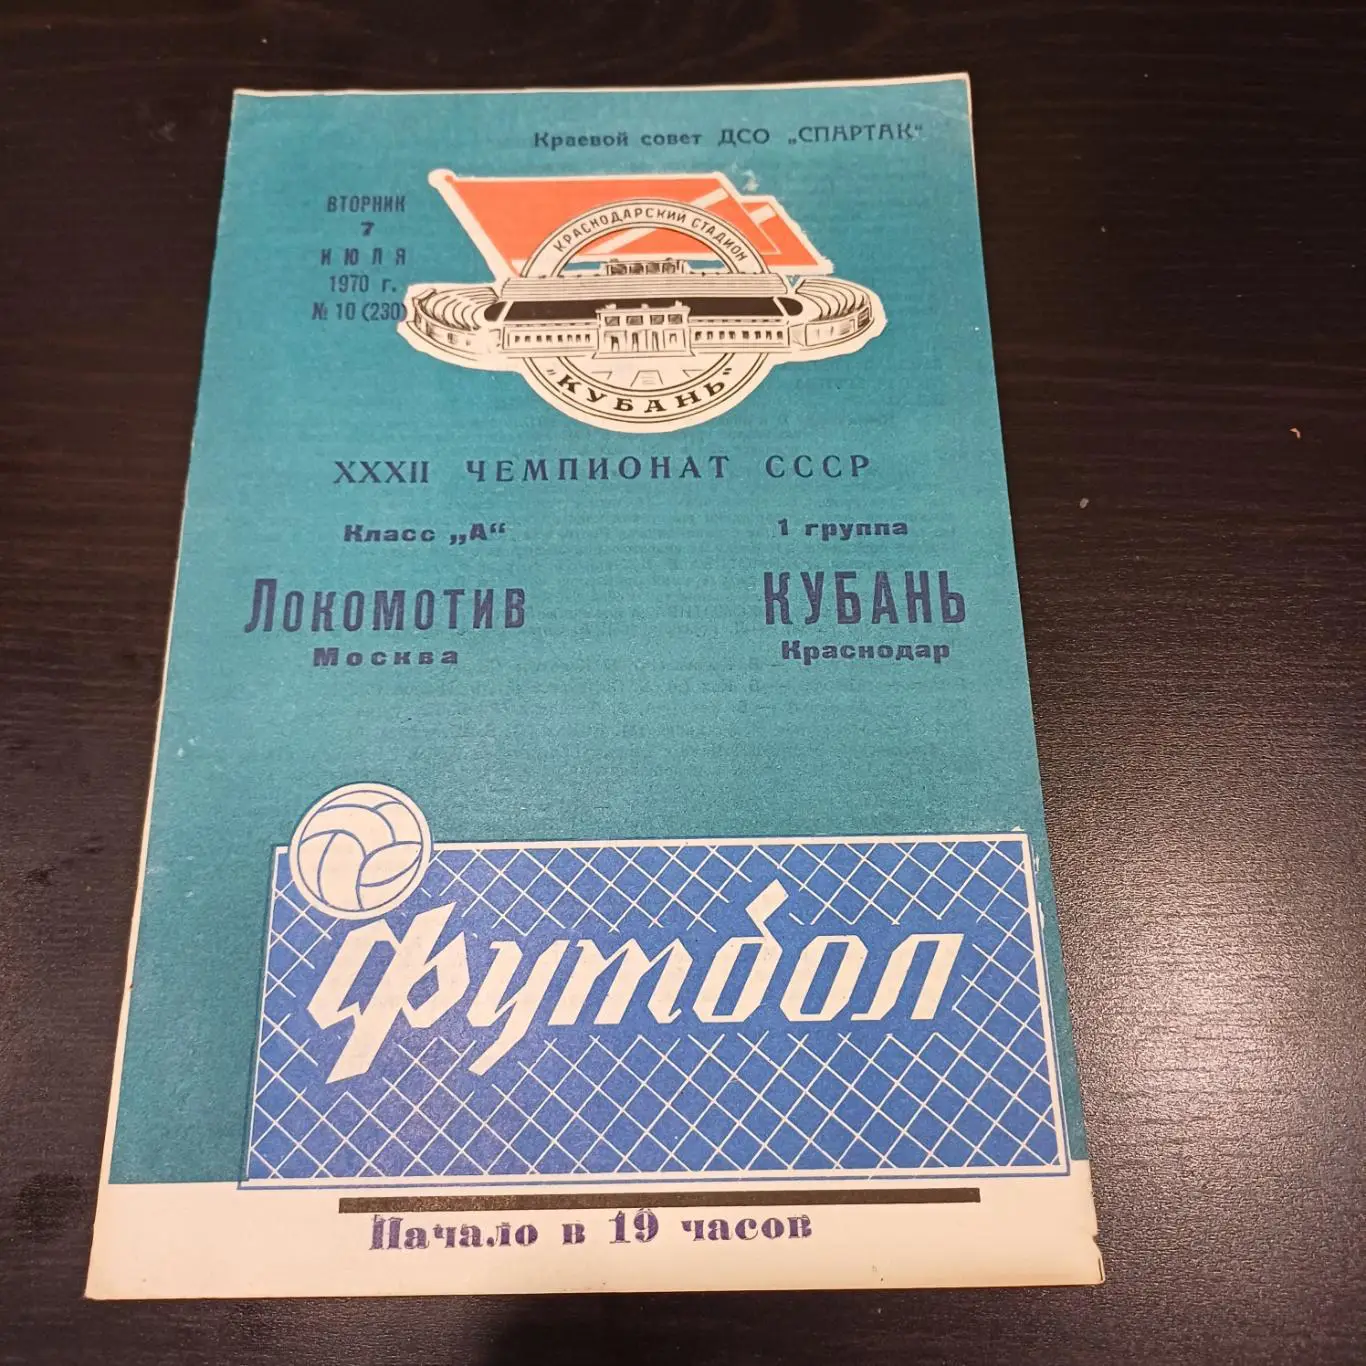 Краевой совет ДСО „СПАРТАК“
ВТОРНИК
7
ИЮЛЯ
1970 г.
№ 10 (230)
КРАСНОДАРСКИЙ СТАДИОН
„КУБАНЬ“
XXXII ЧЕМПИОНАТ СССР
Класс „А“ 1 группа
ЛОКОМОТИВ КУБАНЬ
Москва Краснодар
Футбол
Начало в 19 часов